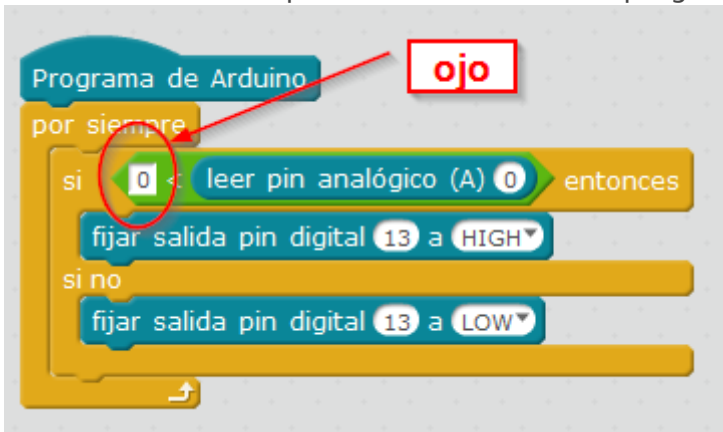 Programa de Arduino
ojo
por siempre
si 0 < leer pin analógico (A) 0 entonces
fijar salida pin digital 13 a HIGH
si no
fijar salida pin digital 13 a LOW